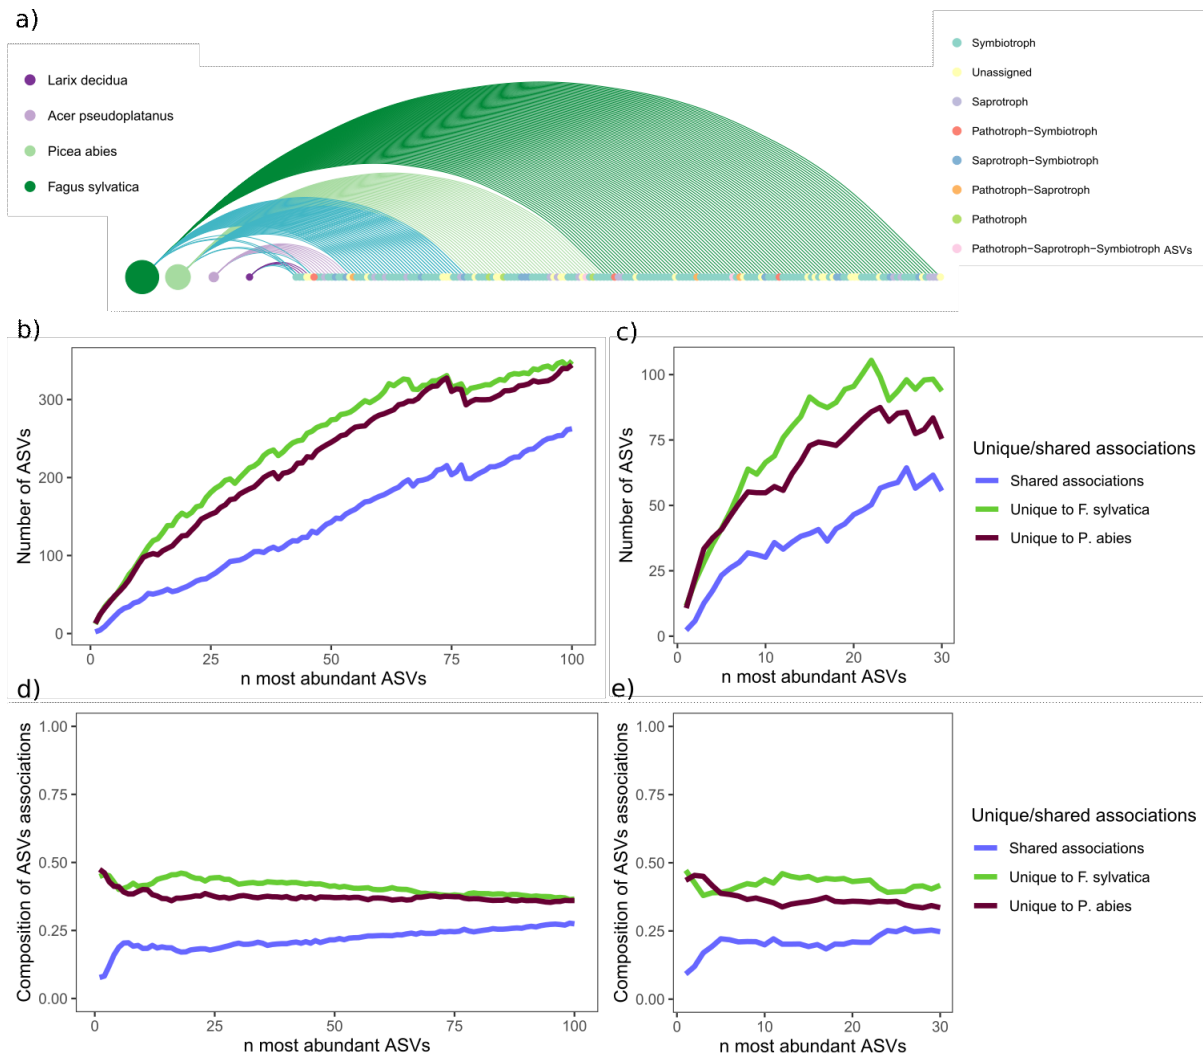 a)
Larix decidua
Acer pseudoplatanus
Picea abies
Fagus sylvatica
Symbiotroph
Unassigned
Saprotroph
Pathotroph-Symbiotroph
Saprotroph-Symbiotroph
Pathotroph-Saprotroph
Pathotroph
Pathotroph-Saprotroph-Symbiotroph ASVs
b)
Number of ASVs
300
200
100
0
0 25 50 75 100
n most abundant ASVs
c)
Number of ASVs
100
75
50
25
0
0 10 20 30
n most abundant ASVs
Unique/shared associations
Shared associations
Unique to F. sylvatica
Unique to P. abies
d)
Composition of ASVs associations
1.00
0.75
0.50
0.25
0.00
0 25 50 75 100
n most abundant ASVs
e)
Composition of ASVs associations
1.00
0.75
0.50
0.25
0.00
0 10 20 30
n most abundant ASVs
Unique/shared associations
Shared associations
Unique to F. sylvatica
Unique to P. abies